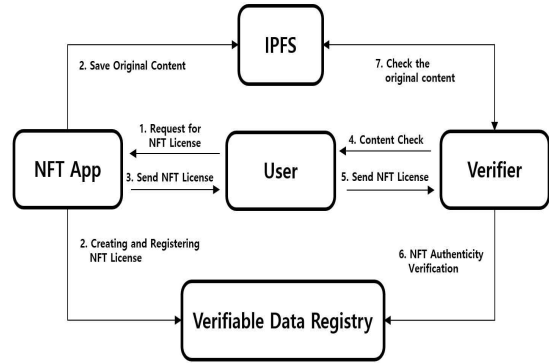 IPFS
2. Save Original Content
7. Check the
original content
1. Request for
NFT License
4. Content Check
NFT App
User
Verifier
3. Send NFT License
5. Send NFT License
2. Creating and Registering
NFT License
6. NFT Authenticity
Verification
Verifiable Data Registry